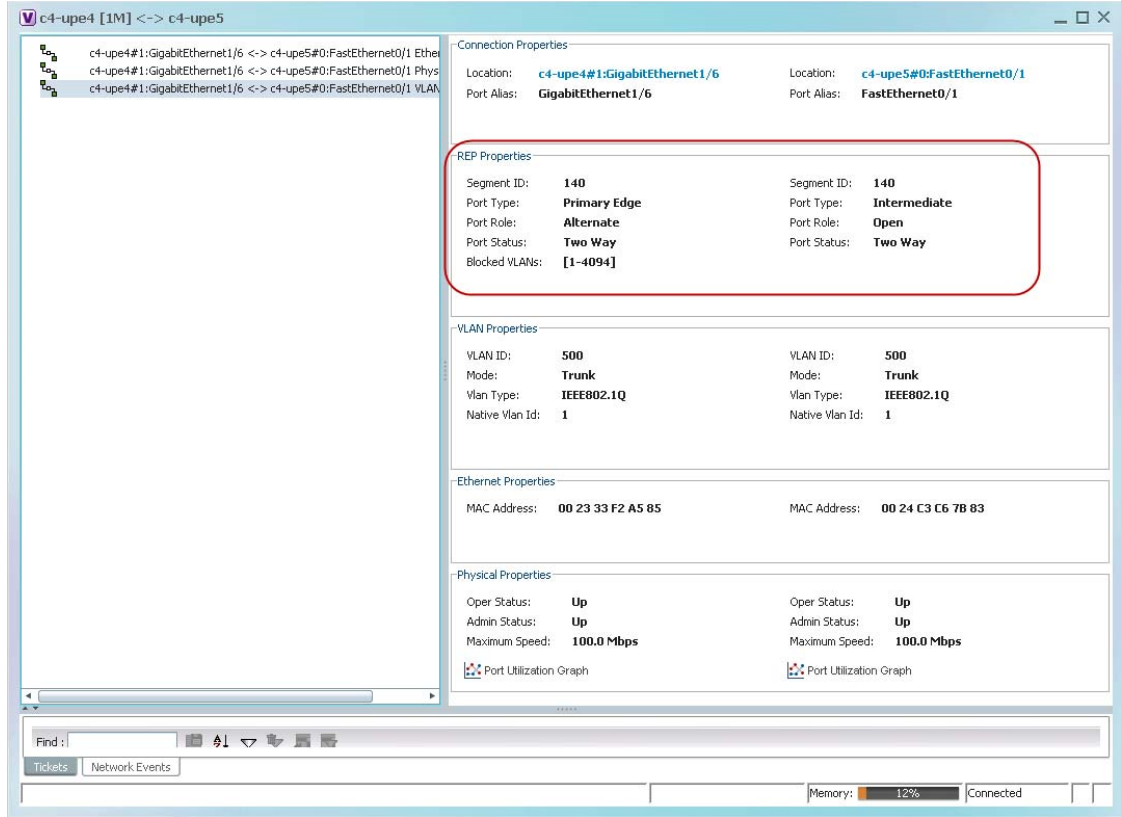 c4-upe4 [1M] <-> c4-upe5
c4-upe4#1:GigabitEthernet1/6 <-> c4-upe5#0:FastEthernet0/1 Ether
c4-upe4#1:GigabitEthernet1/6 <-> c4-upe5#0:FastEthernet0/1 Phys
c4-upe4#1:GigabitEthernet1/6 <-> c4-upe5#0:FastEthernet0/1 VLAN
Connection Properties
Location: c4-upe4#1:GigabitEthernet1/6 Location: c4-upe5#0:FastEthernet0/1
Port Alias: GigabitEthernet1/6 Port Alias: FastEthernet0/1
REP Properties
Segment ID: 140 Segment ID: 140
Port Type: Primary Edge Port Type: Intermediate
Port Role: Alternate Port Role: Open
Port Status: Two Way Port Status: Two Way
Blocked VLANs: [1-4094]
VLAN Properties
VLAN ID: 500 VLAN ID: 500
Mode: Trunk Mode: Trunk
Vlan Type: IEEE802.1Q Vlan Type: IEEE802.1Q
Native Vlan Id: 1 Native Vlan Id: 1
Ethernet Properties
MAC Address: 00 23 33 F2 A5 85 MAC Address: 00 24 C3 C6 7B 83
Physical Properties
Oper Status: Up Oper Status: Up
Admin Status: Up Admin Status: Up
Maximum Speed: 100.0 Mbps Maximum Speed: 100.0 Mbps
Port Utilization Graph Port Utilization Graph
Find :
Tickets Network Events
Memory: 12% Connected